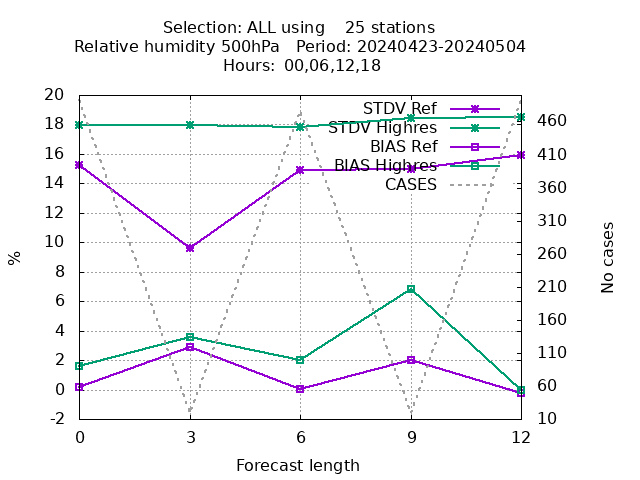 Selection: ALL using    25 stations
Relative humidity 500hPa   Period: 20240423-20240504
Hours: 00,06,12,18
STDV Ref
STDV Highres
BIAS Ref
BIAS Highres
CASES
20
18
16
14
12
10
8
6
4
2
0
-2
460
410
360
310
260
210
160
110
60
10
%
No cases
0 3 6 9 12
Forecast length